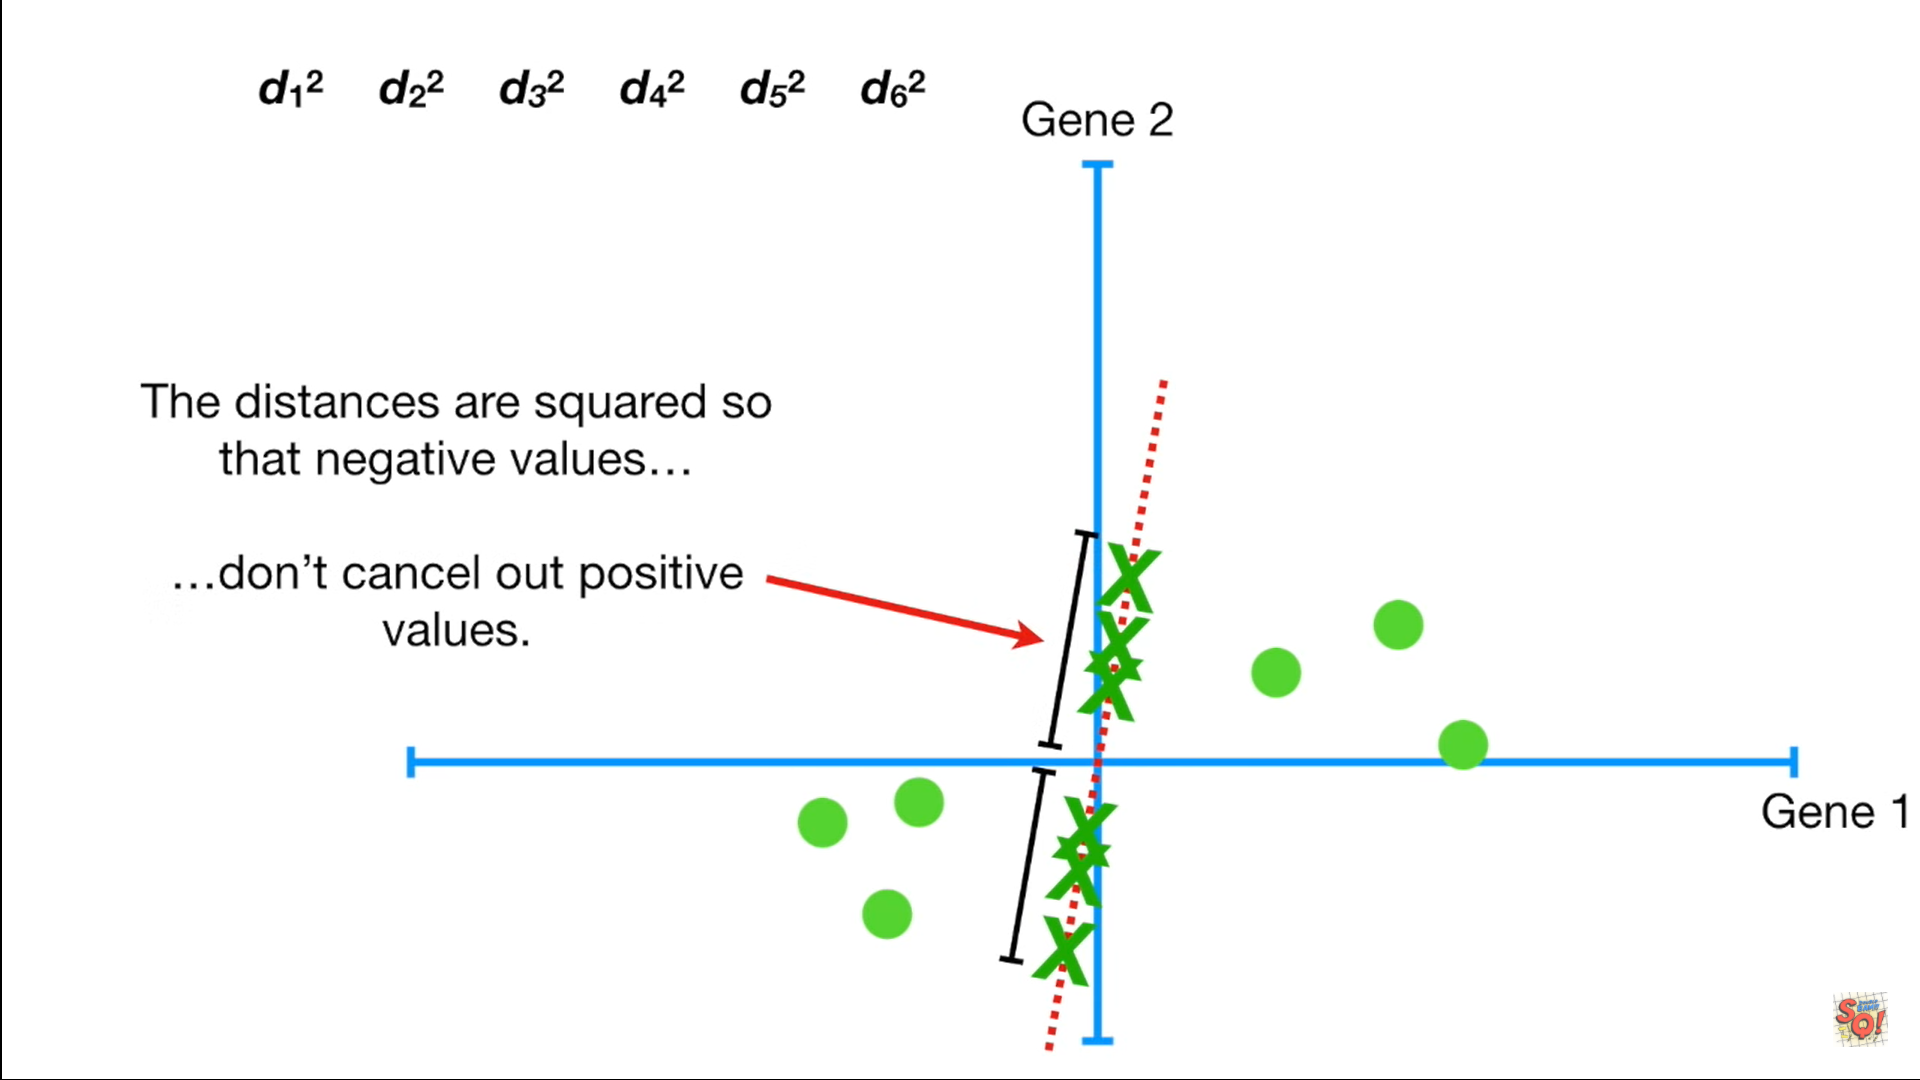 d₁² d₂² d₃² d₄² d₅² d₆²
Gene 2
The distances are squared so
that negative values…
…don’t cancel out positive
values.
Gene 1
SQ!